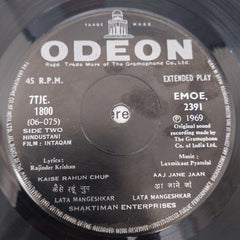 TRADE MARK
ODEON
Regd. Trade Mark of The Gramophone Co., Ltd.
45 R.P.M.
EXTENDED PLAY
7TJE.
1800
(06-075)
EMOE.
2391
℗ 1969
SIDE TWO
HINDUSTANI
FILM : INTAQAM
re
Original sound
recording made
by The Gramophone
Co. of India Ltd.
Lyrics :
Rajinder Krishan
Music :
Laxmikant Pyarelal
KAISE RAHUN CHUP
AAJ JANE JAAN
कैसे रहूँ चुप
आ जाने जां
LATA MANGESHKAR
LATA MANGESHKAR
SHAKTIMAN ENTERPRISES